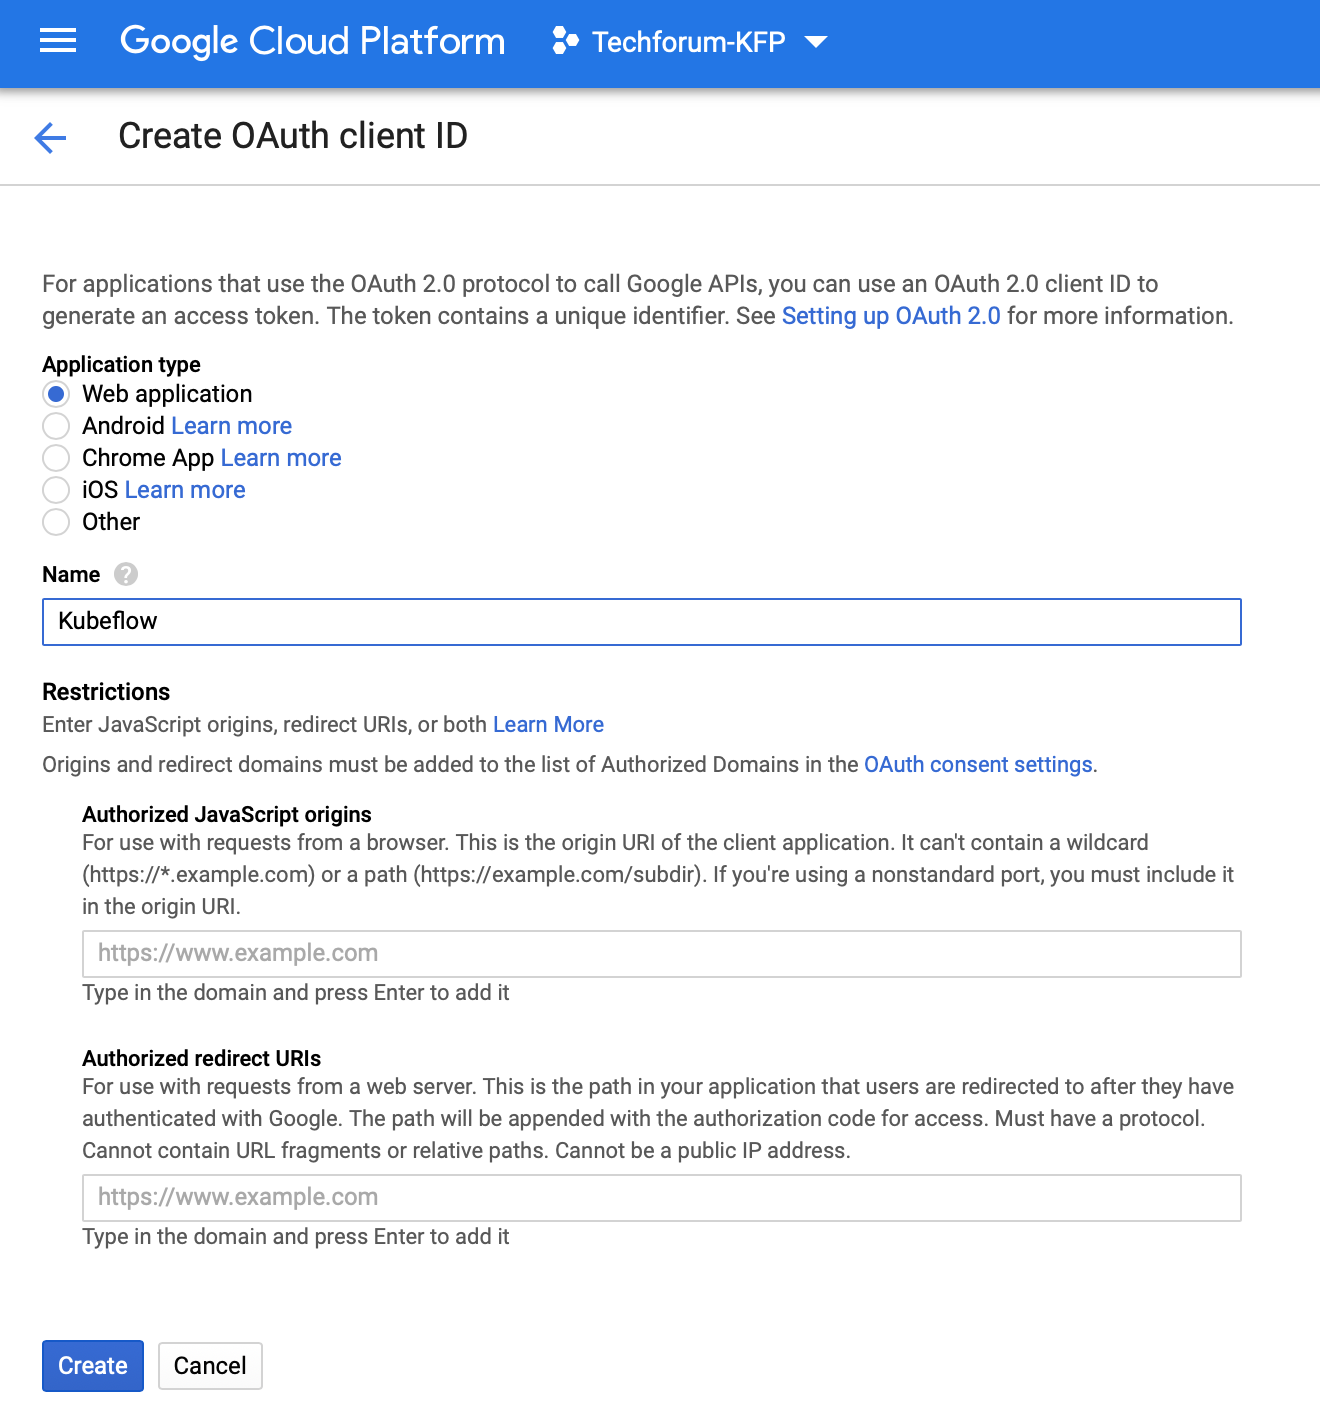 Google Cloud Platform Techforum-KFP
Create OAuth client ID
For applications that use the OAuth 2.0 protocol to call Google APIs, you can use an OAuth 2.0 client ID to
generate an access token. The token contains a unique identifier. See Setting up OAuth 2.0 for more information.
Application type
Web application
Android Learn more
Chrome App Learn more
iOS Learn more
Other
Name ?
Kubeflow
Restrictions
Enter JavaScript origins, redirect URIs, or both Learn More
Origins and redirect domains must be added to the list of Authorized Domains in the OAuth consent settings.
Authorized JavaScript origins
For use with requests from a browser. This is the origin URI of the client application. It can't contain a wildcard
(https://*.example.com) or a path (https://example.com/subdir). If you're using a nonstandard port, you must include it
in the origin URI.
https://www.example.com
Type in the domain and press Enter to add it
Authorized redirect URIs
For use with requests from a web server. This is the path in your application that users are redirected to after they have
authenticated with Google. The path will be appended with the authorization code for access. Must have a protocol.
Cannot contain URL fragments or relative paths. Cannot be a public IP address.
https://www.example.com
Type in the domain and press Enter to add it
Create Cancel